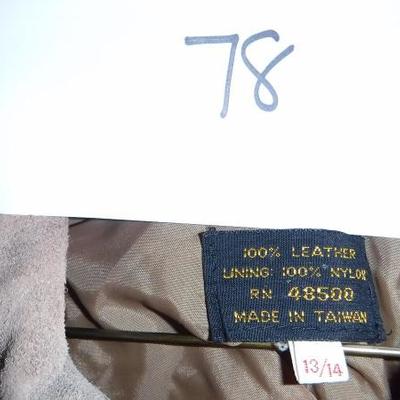 78
100% LEATHER
LINING: 100% NYLON
RN 48500
MADE IN TAIWAN
13/14